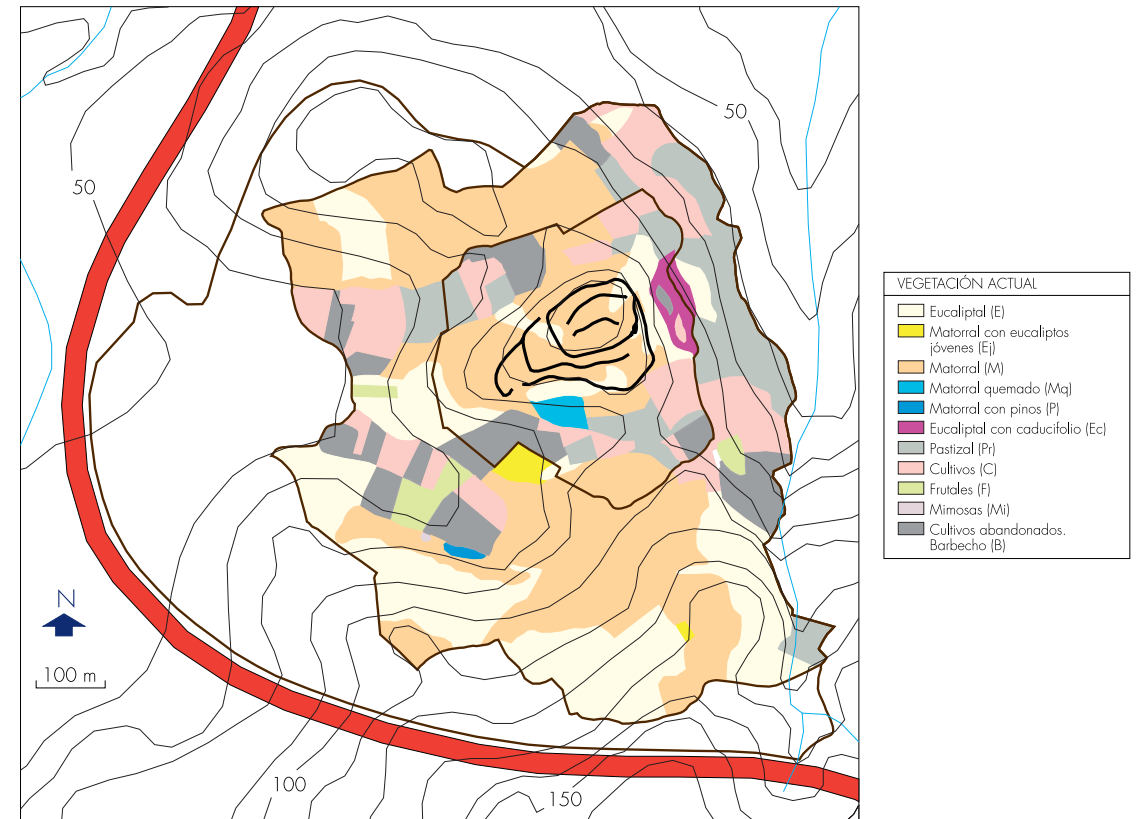 50
50
N
100 m
100
150
VEGETACIÓN ACTUAL
Eucaliptal (E)
Matorral con eucaliptos
jóvenes (Ej)
Matorral (M)
Matorral quemado (Mq)
Matorral con pinos (P)
Eucaliptal con caducifolio (Ec)
Pastizal (Pr)
Cultivos (C)
Frutales (F)
Mimosas (Mi)
Cultivos abandonados.
Barbecho (B)